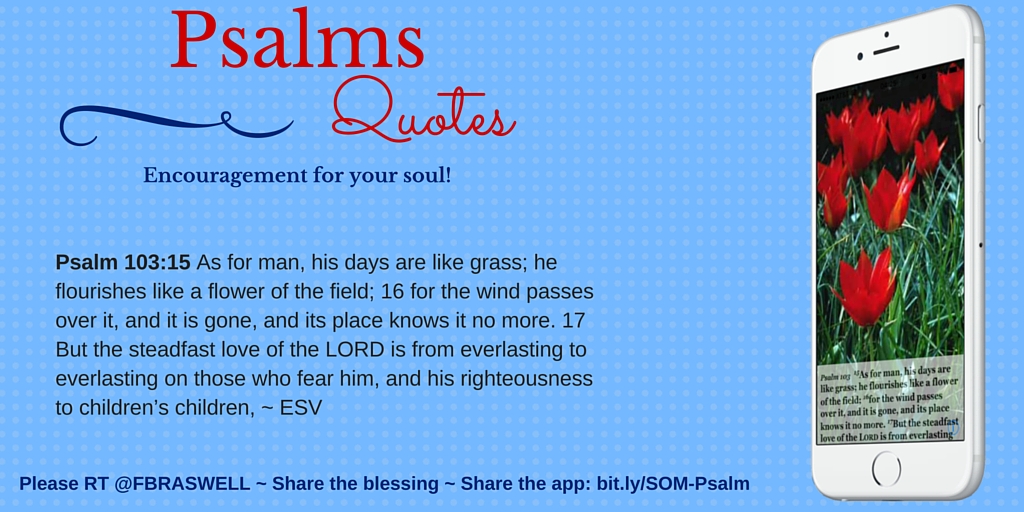 Psalms
Quotes
Encouragement for your soul!
Psalm 103:15 As for man, his days are like grass; he
flourishes like a flower of the field; 16 for the wind passes
over it, and it is gone, and its place knows it no more. 17
But the steadfast love of the LORD is from everlasting to
everlasting on those who fear him, and his righteousness
to children’s children, ~ ESV
Please RT @FBRASWELL ~ Share the blessing ~ Share the app: bit.ly/SOM-Psalm
Psalm 103 15As for man, his days are
like grass; he flourishes like a flower
of the field; 16for the wind passes
over it, and it is gone, and its place
knows it no more. 17But the steadfast
love of the LORD is from everlasting